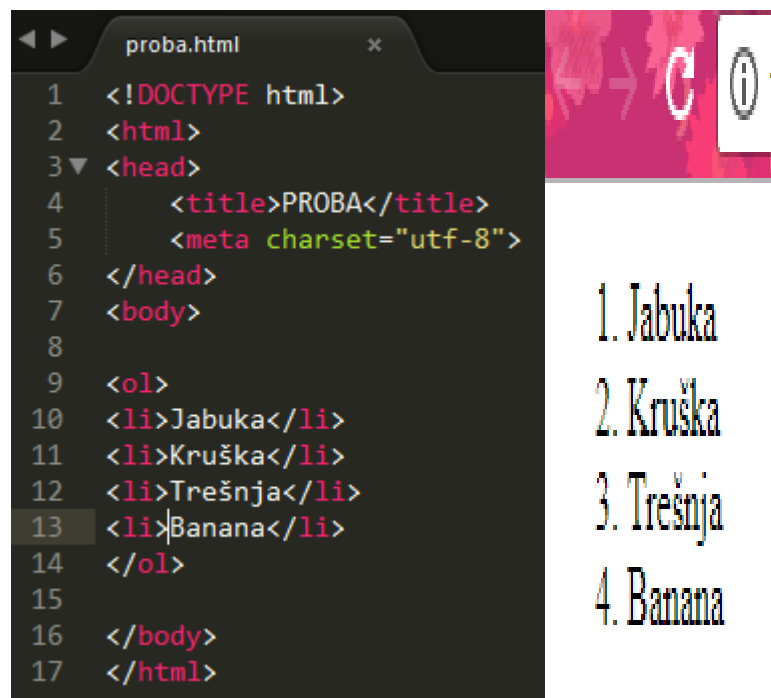 proba.html ×
1 <!DOCTYPE html>
2 <html>
3 <head>
4 <title>PROBA</title>
5 <meta charset="utf-8">
6 </head>
7 <body>
8
9 <ol>
10 <li>Jabuka</li>
11 <li>Kruška</li>
12 <li>Trešnja</li>
13 <li>Banana</li>
14 </ol>
15
16 </body>
17 </html>
1. Jabuka
2. Kruška
3. Trešnja
4. Banana